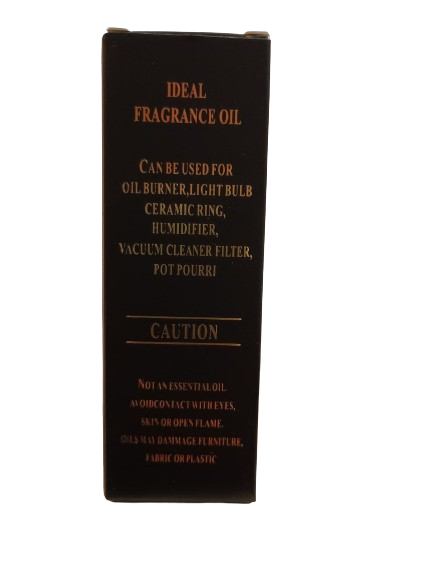 IDEAL
FRAGRANCE OIL
CAN BE USED FOR
OIL BURNER,LIGHT BULB
CERAMIC RING,
HUMIDIFIER,
VACUUM CLEANER FILTER,
POT POURRI
CAUTION
NOT AN ESSENTIAL OIL.
AVOIDCONTACT WITH EYES,
SKIN OR OPEN FLAME.
OILS MAY DAMMAGE FURNITURE,
FABRIC OR PLASTIC